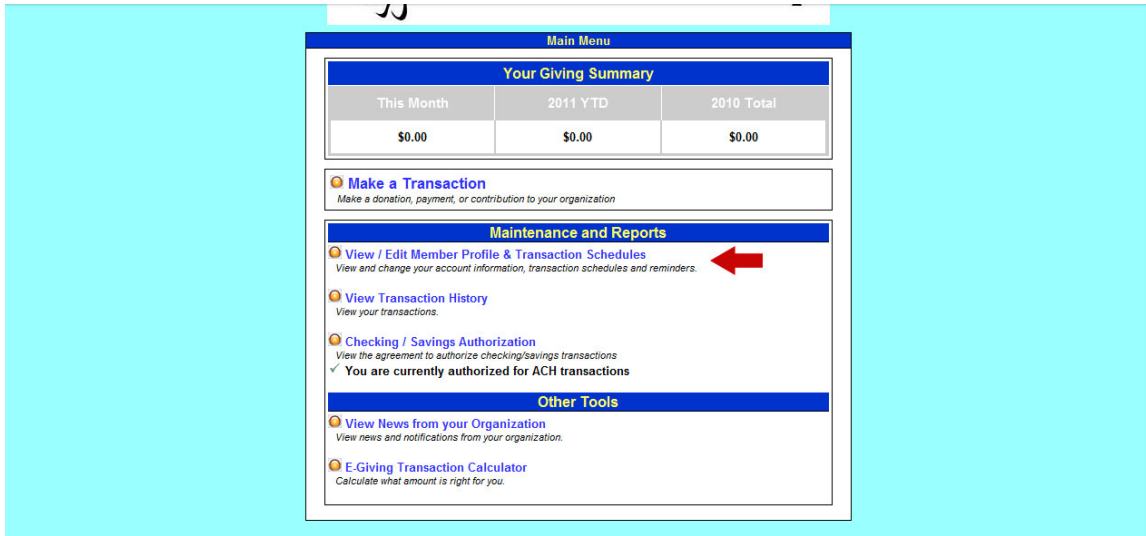 Main Menu
Your Giving Summary
This Month 2011 YTD 2010 Total
$0.00 $0.00 $0.00
Make a Transaction
Make a donation, payment, or contribution to your organization
Maintenance and Reports
View / Edit Member Profile & Transaction Schedules
View and change your account information, transaction schedules and reminders.
View Transaction History
View your transactions.
Checking / Savings Authorization
View the agreement to authorize checking/savings transactions
✓ You are currently authorized for ACH transactions
Other Tools
View News from your Organization
View news and notifications from your organization.
E-Giving Transaction Calculator
Calculate what amount is right for you.